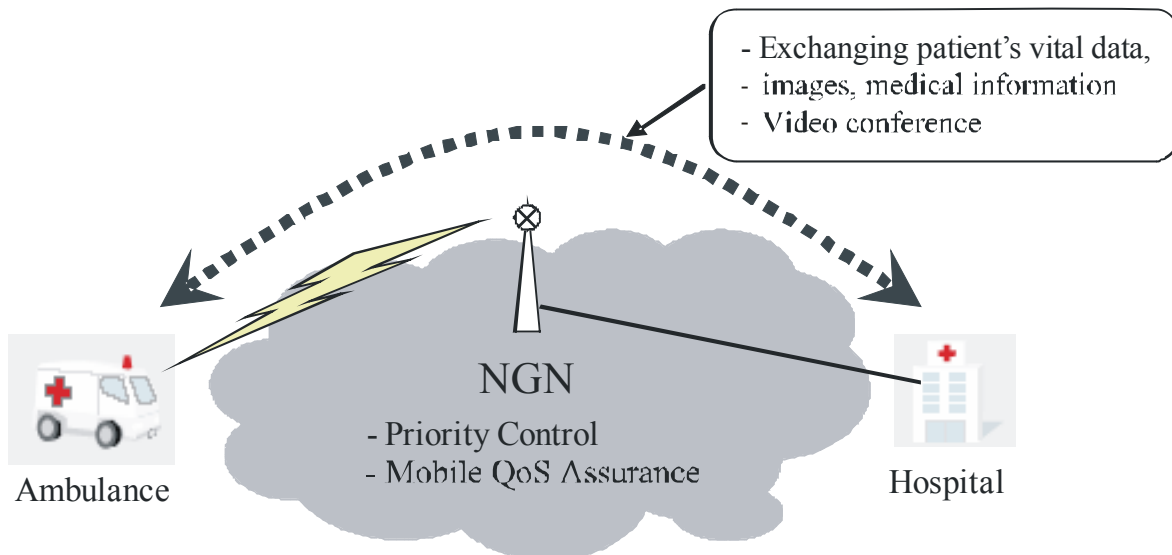 - Exchanging patient's vital data,
- images, medical information
- Video conference
NGN
- Priority Control
- Mobile QoS Assurance
Ambulance
Hospital